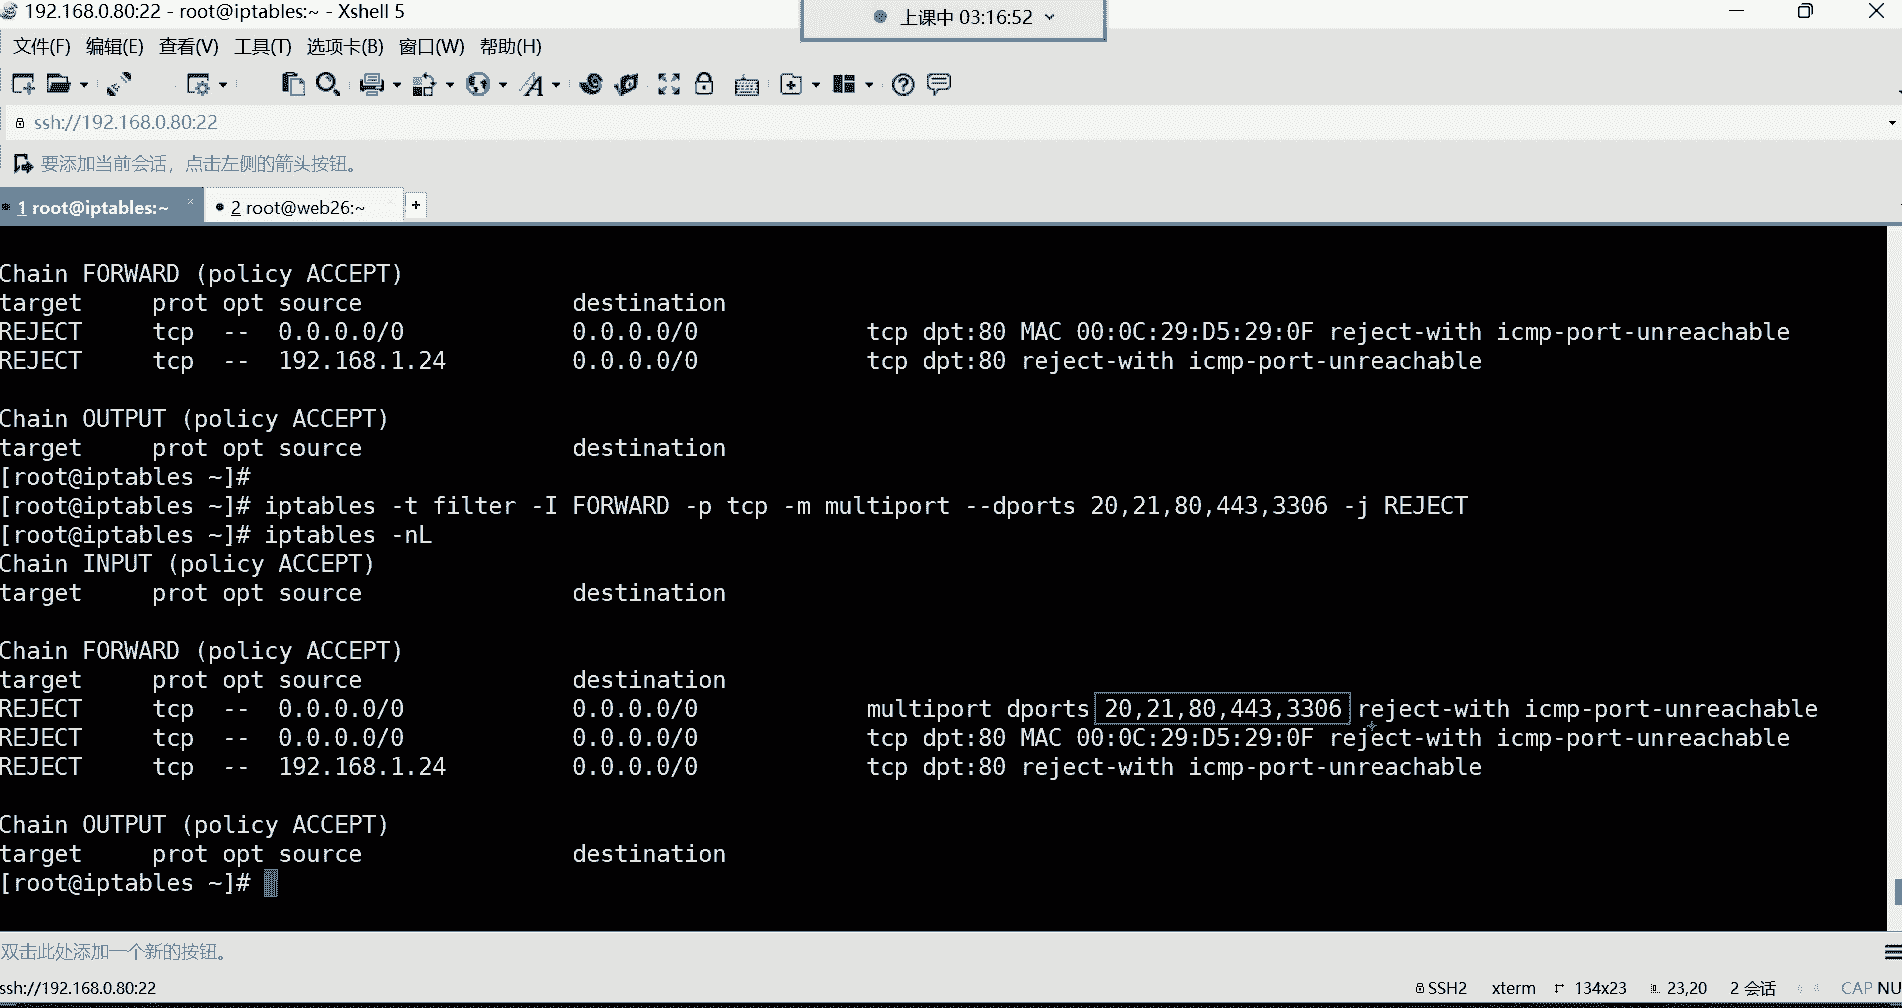 192.168.0.80:22 - root@iptables:~ - Xshell 5
上课中 03:16:52
文件(F) 编辑(E) 查看(V) 工具(T) 选项卡(B) 窗口(W) 帮助(H)
ssh://192.168.0.80:22
要添加当前会话，点击左侧的箭头按钮。
1 root@iptables:~ × 2 root@web26:~ +
Chain FORWARD (policy ACCEPT)
target prot opt source destination
REJECT tcp -- 0.0.0.0/0 0.0.0.0/0 tcp dpt:80 MAC 00:0C:29:D5:29:0F reject-with icmp-port-unreachable
REJECT tcp -- 192.168.1.24 0.0.0.0/0 tcp dpt:80 reject-with icmp-port-unreachable
Chain OUTPUT (policy ACCEPT)
target prot opt source destination
[root@iptables ~]#
[root@iptables ~]# iptables -t filter -I FORWARD -p tcp -m multiport --dports 20,21,80,443,3306 -j REJECT
[root@iptables ~]# iptables -nL
Chain INPUT (policy ACCEPT)
target prot opt source destination
Chain FORWARD (policy ACCEPT)
target prot opt source destination
REJECT tcp -- 0.0.0.0/0 0.0.0.0/0 multiport dports 20,21,80,443,3306 reject-with icmp-port-unreachable
REJECT tcp -- 0.0.0.0/0 0.0.0.0/0 tcp dpt:80 MAC 00:0C:29:D5:29:0F reject-with icmp-port-unreachable
REJECT tcp -- 192.168.1.24 0.0.0.0/0 tcp dpt:80 reject-with icmp-port-unreachable
Chain OUTPUT (policy ACCEPT)
target prot opt source destination
[root@iptables ~]#
双击此处添加一个新的按钮。
ssh://192.168.0.80:22 SSH2 xterm 134x23 23,20 2 会话 CAP NU